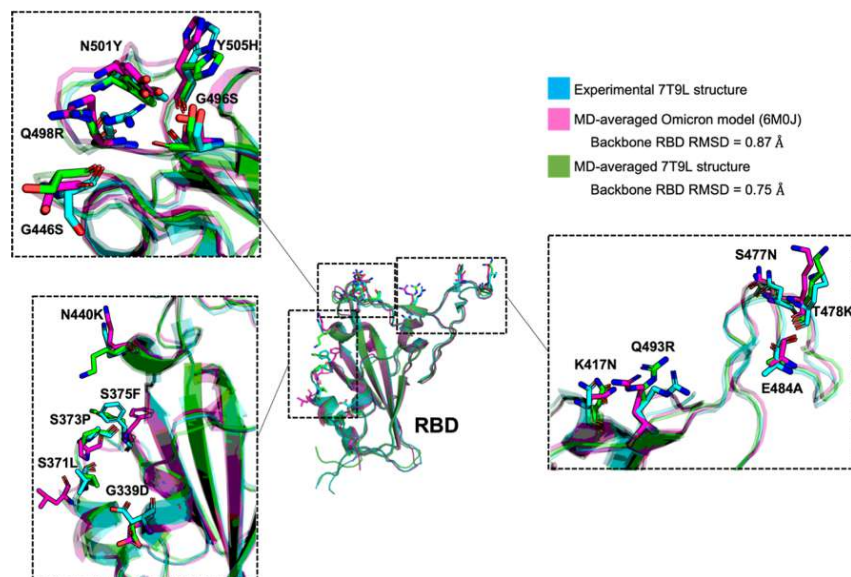 N501Y
Y505H
G496S
Q498R
G446S
Experimental 7T9L structure
MD-averaged Omicron model (6M0J)
Backbone RBD RMSD = 0.87 Å
MD-averaged 7T9L structure
Backbone RBD RMSD = 0.75 Å
N440K
S375F
S373P
S371L
G339D
RBD
S477N
T478K
Q493R
K417N
E484A